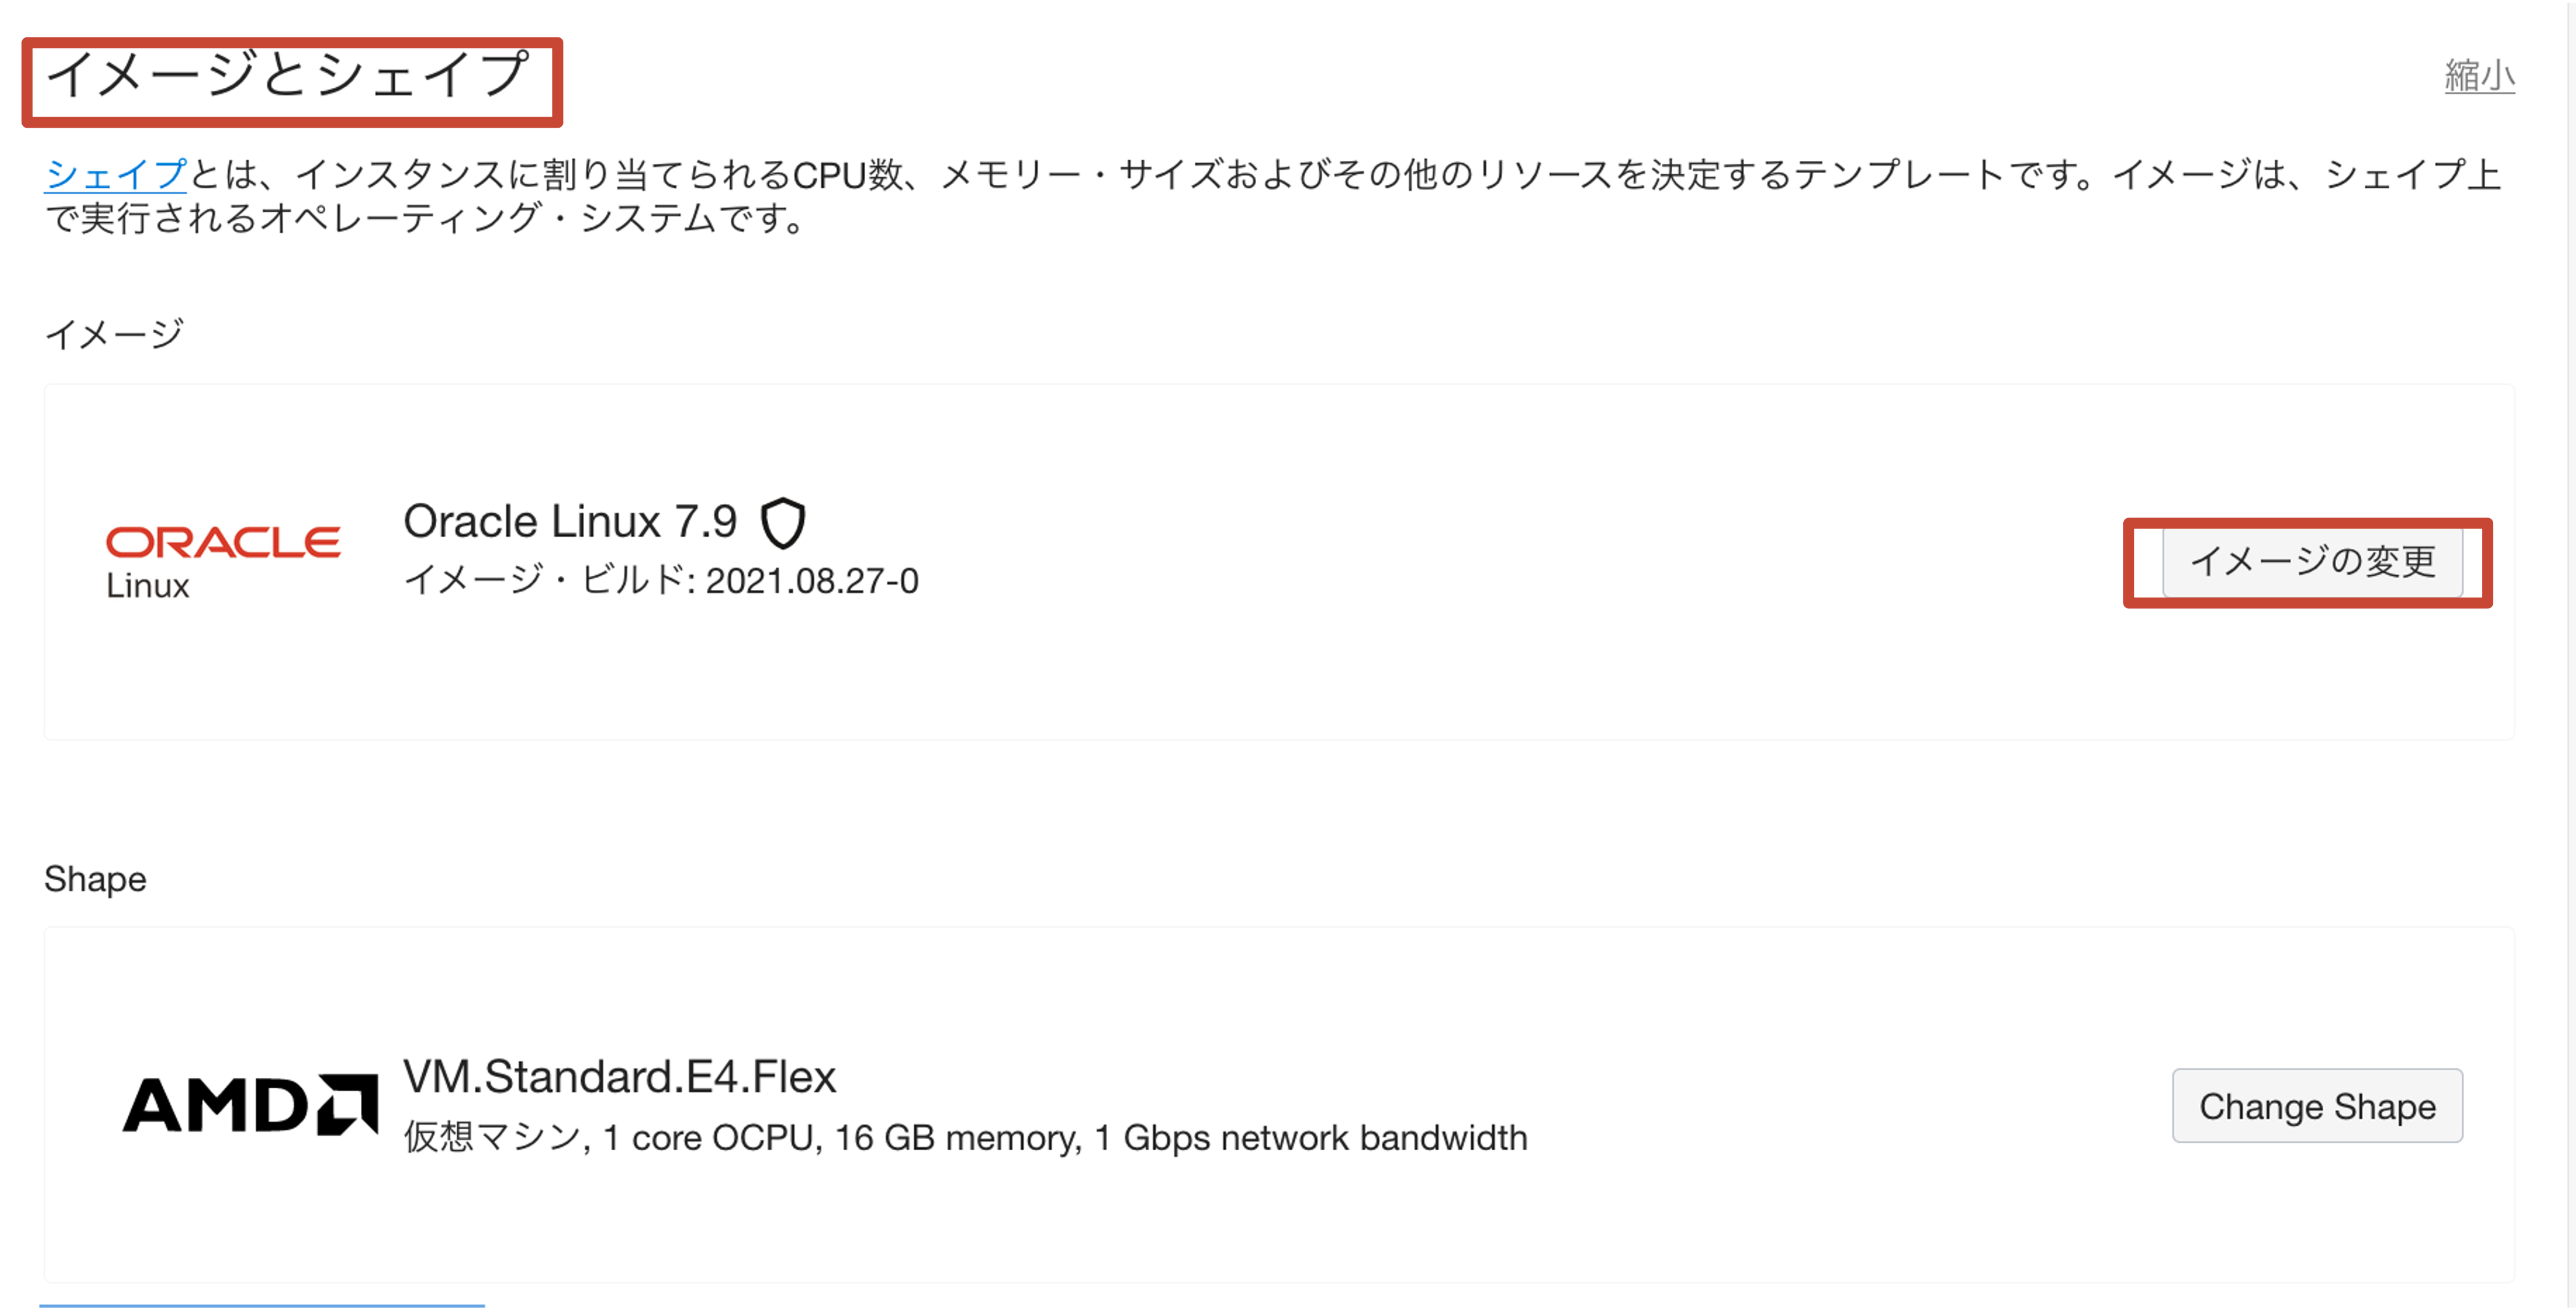 イメージとシェイプ
縮小
シェイプとは、インスタンスに割り当てられるCPU数、メモリー・サイズおよびその他のリソースを決定するテンプレートです。イメージは、シェイプ上
で実行されるオペレーティング・システムです。
イメージ
ORACLE
Linux
Oracle Linux 7.9
イメージ・ビルド: 2021.08.27-0
イメージの変更
Shape
AMD
VM.Standard.E4.Flex
仮想マシン, 1 core OCPU, 16 GB memory, 1 Gbps network bandwidth
Change Shape